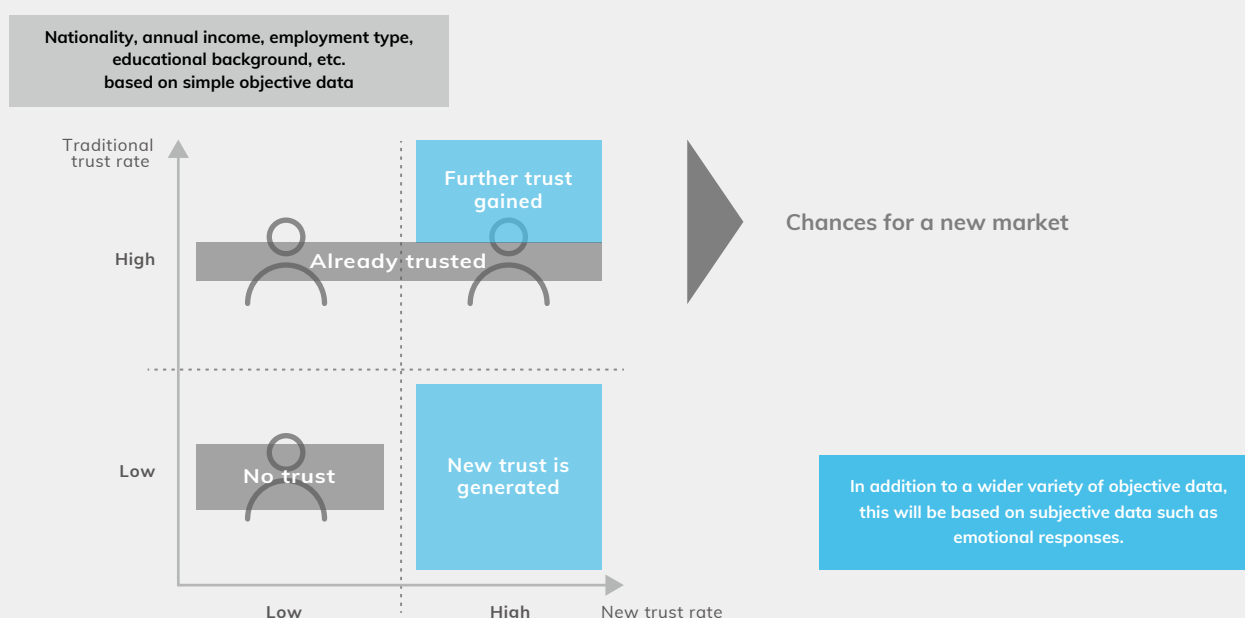 Nationality, annual income, employment type,
educational background, etc.
based on simple objective data
Traditional
trust rate
Further trust
gained
Chances for a new market
High
Already trusted
Low
No trust
New trust is
generated
In addition to a wider variety of objective data,
this will be based on subjective data such as
emotional responses.
Low
High
New trust rate